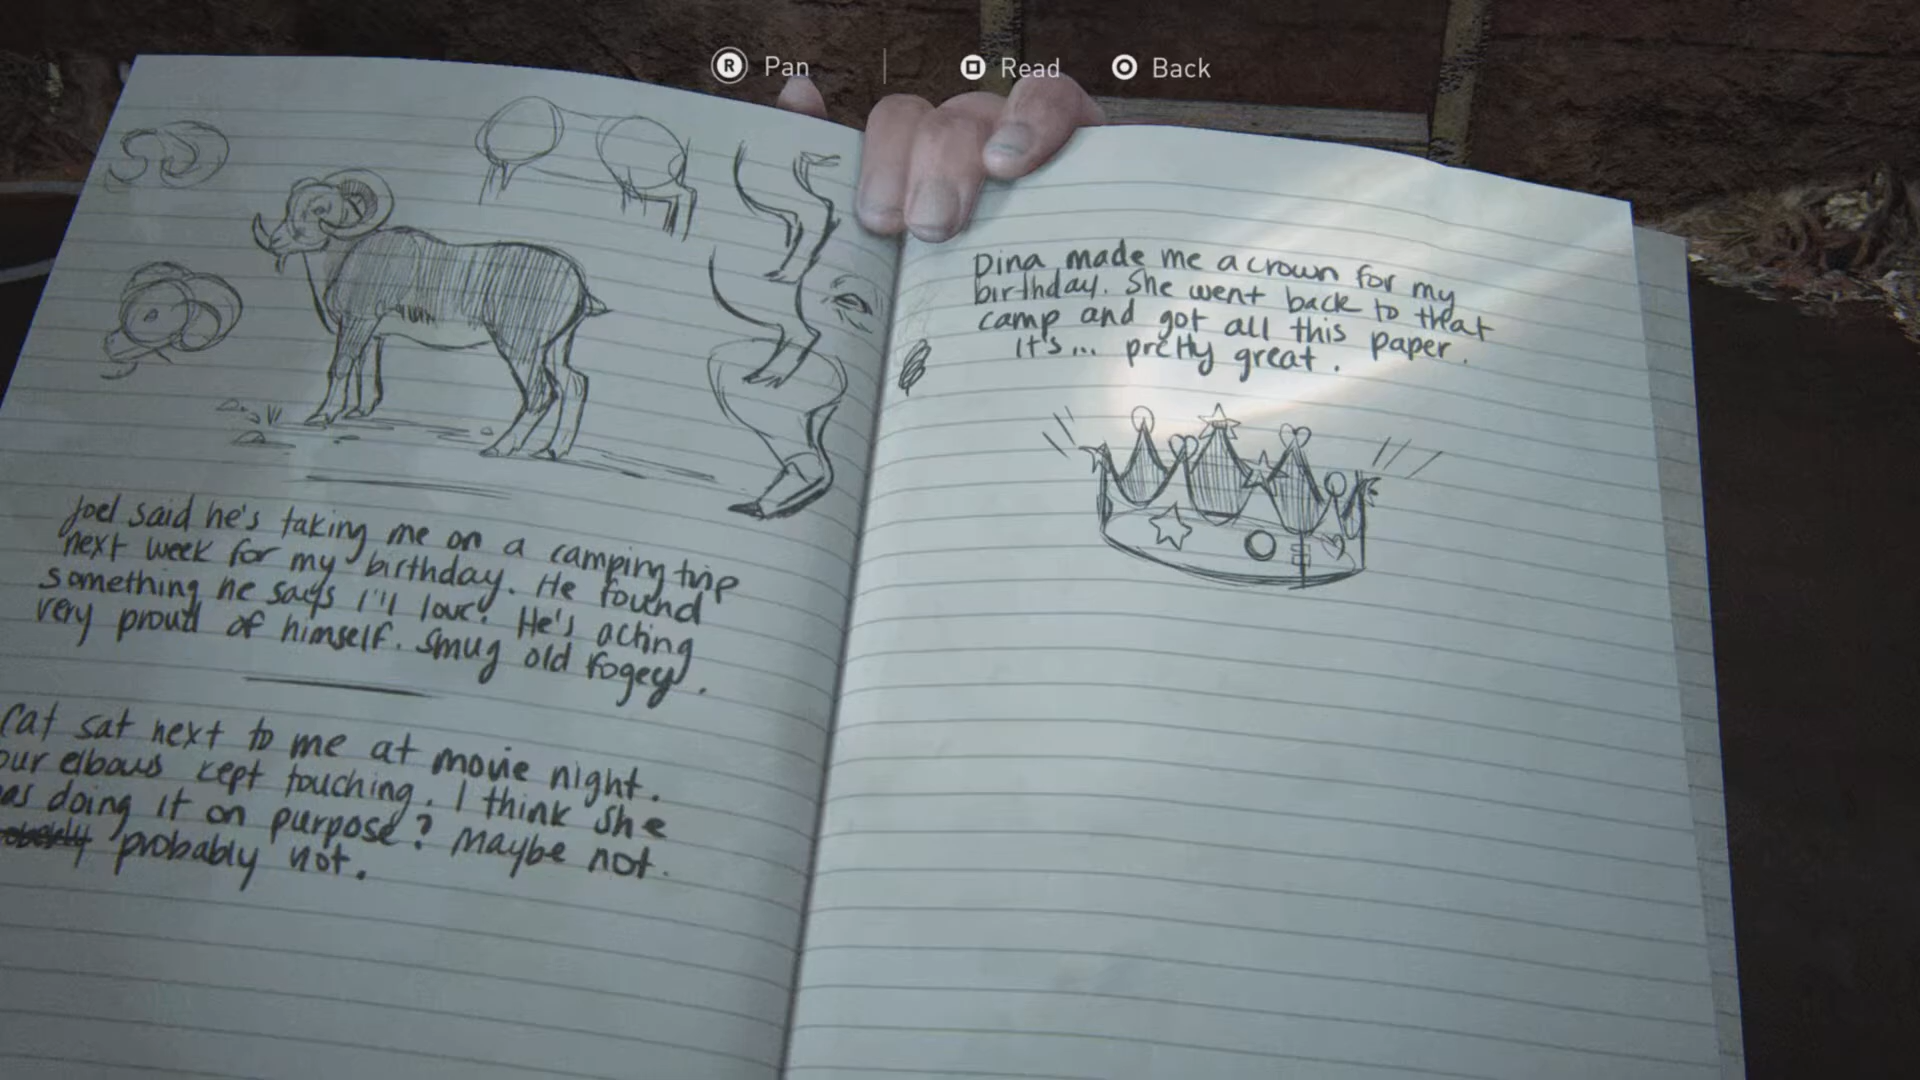 R Pan Read Back
Joel said he's taking me on a camping trip
next week for my birthday. He found
something he says I'll love! He's acting
very proud of himself. Smug old fogey.
Cat sat next to me at movie night.
our elbows kept touching. I think she
as doing it on purpose? Maybe not.
probably not.
Dina made me a crown for my
birthday. She went back to that
camp and got all this paper.
It's... pretty great.